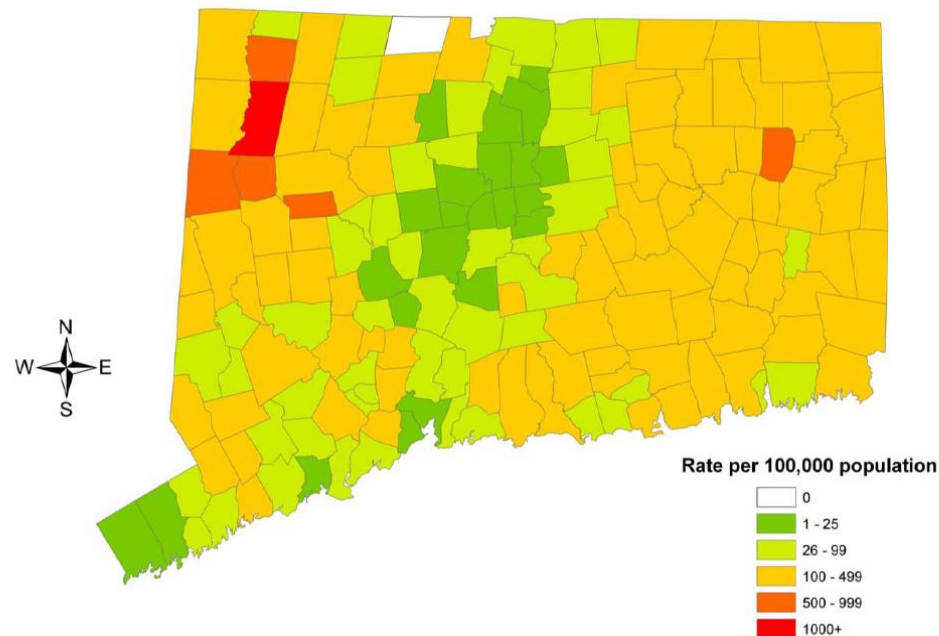 N
W E
S
Rate per 100,000 population
0
1 - 25
26 - 99
100 - 499
500 - 999
1000+